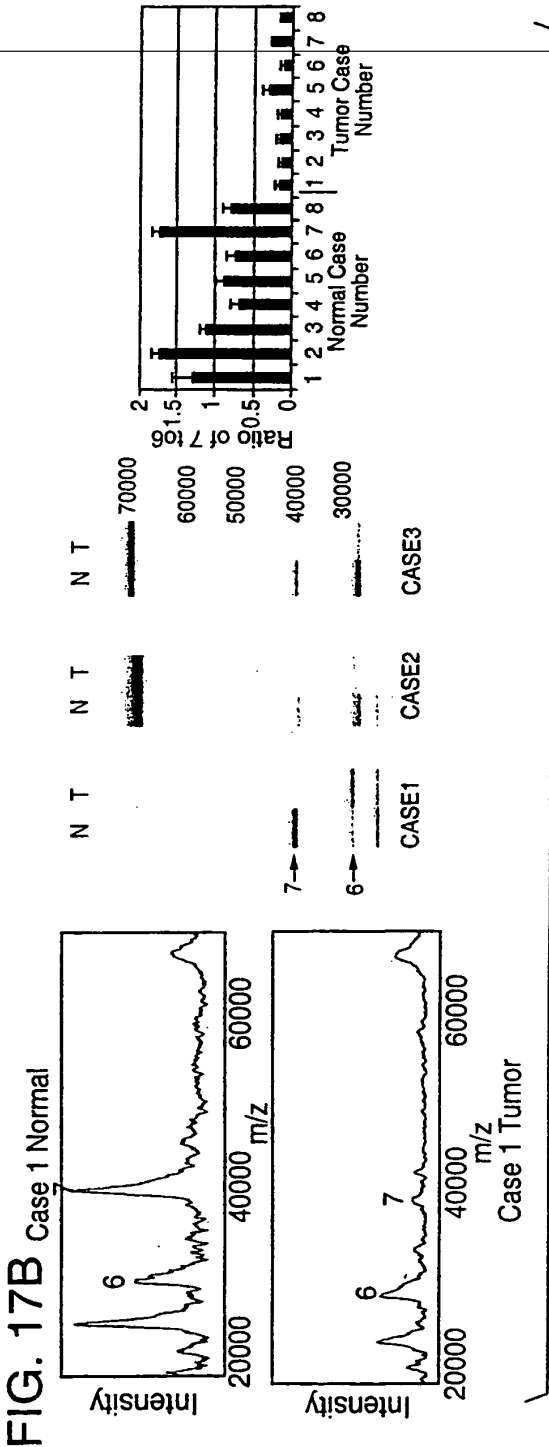 FIG. 17B
Case 1 Normal
7
6
Intensity
20000 40000 60000
m/z
6
7
Intensity
20000 40000 60000
m/z
Case 1 Tumor
N T N T N T
70000
60000
50000
40000
30000
7
6
CASE1 CASE2 CASE3
Ratio of 7 to6
2
1.5
1
0.5
0
1 2 3 4 5 6 7 8 1 2 3 4 5 6 7 8
Normal Case Number
Tumor Case Number